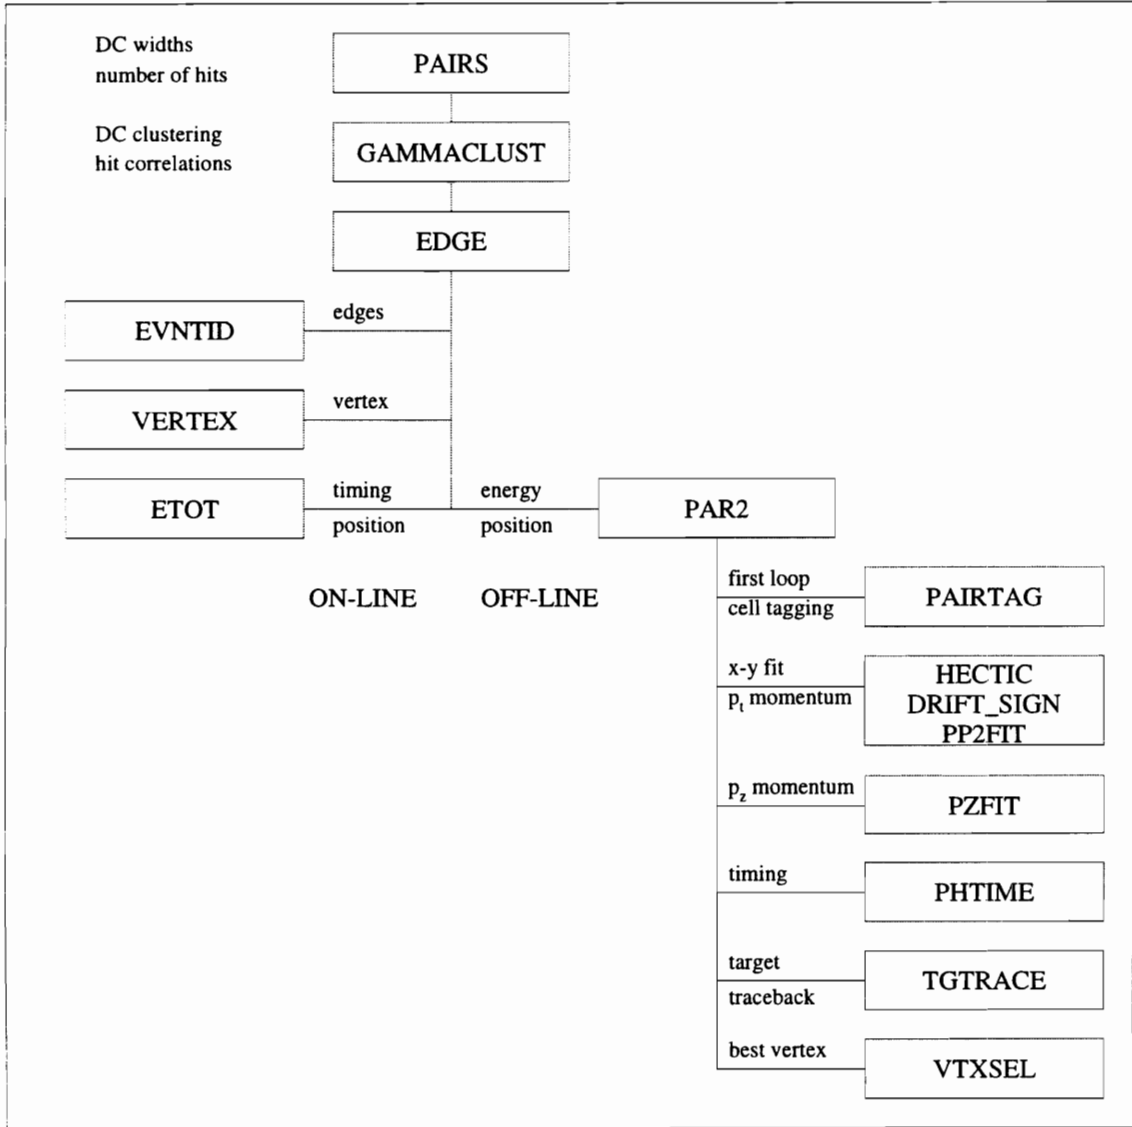 DC widths
number of hits
PAIRS
DC clustering
hit correlations
GAMMACLUST
EDGE
EVNTID
edges
VERTEX
vertex
ETOT
timing
position
energy
position
PAR2
ON-LINE
OFF-LINE
first loop
cell tagging
PAIRTAG
x-y fit
pt momentum
HECTIC
DRIFT_SIGN
PP2FIT
pz momentum
PZFIT
timing
PHTIME
target
traceback
TGTRACE
best vertex
VTXSEL